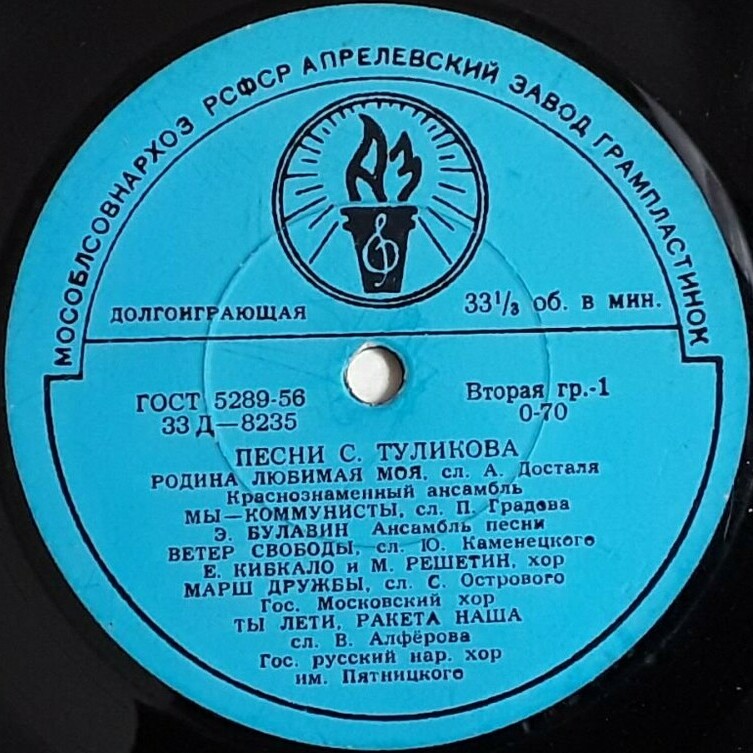 МОСОБЛСОВНАРХОЗ РСФСР АПРЕЛЕВСКИЙ ЗАВОД ГРАМПЛАСТИНОК
АЗ
ДОЛГОИГРАЮЩАЯ
33⅓ об. в мин.
ГОСТ 5289-56
33 Д—8235
Вторая гр.-1
0-70
ПЕСНИ С. ТУЛИКОВА
РОДИНА ЛЮБИМАЯ МОЯ, сл. А. Досталя
Краснознаменный ансамбль
МЫ—КОММУНИСТЫ, сл. П. Градова
Э. БУЛАВИН Ансамбль песни
ВЕТЕР СВОБОДЫ, сл. Ю. Каменецкого
Е. КИБКАЛО и М. РЕШЕТИН, хор
МАРШ ДРУЖБЫ, сл. С. Острового
Гос. Московский хор
ТЫ ЛЕТИ, РАКЕТА НАША
сл. В. Алфёрова
Гос. русский нар. хор
им. Пятницкого